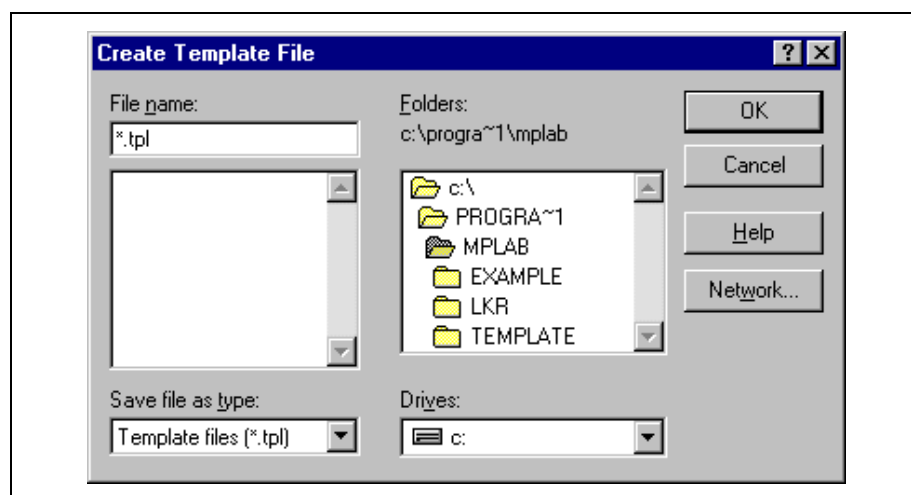 Create Template File
File name:
*.tpl
Folders:
c:\progra~1\mplab
c:\
PROGRA~1
MPLAB
EXAMPLE
LKR
TEMPLATE
OK
Cancel
Help
Network...
Save file as type:
Template files (*.tpl)
Drives:
c: